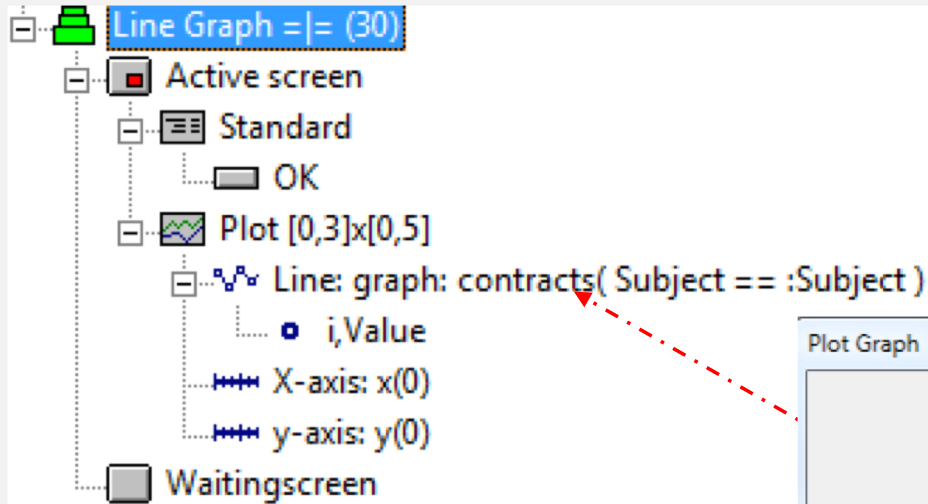 Line Graph =|= (30)
Active screen
Standard
OK
Plot [0,3]x[0,5]
Line: graph: contracts( Subject == :Subject )
i,Value
Plot Graph
X-axis: x(0)
y-axis: y(0)
Waitingscreen